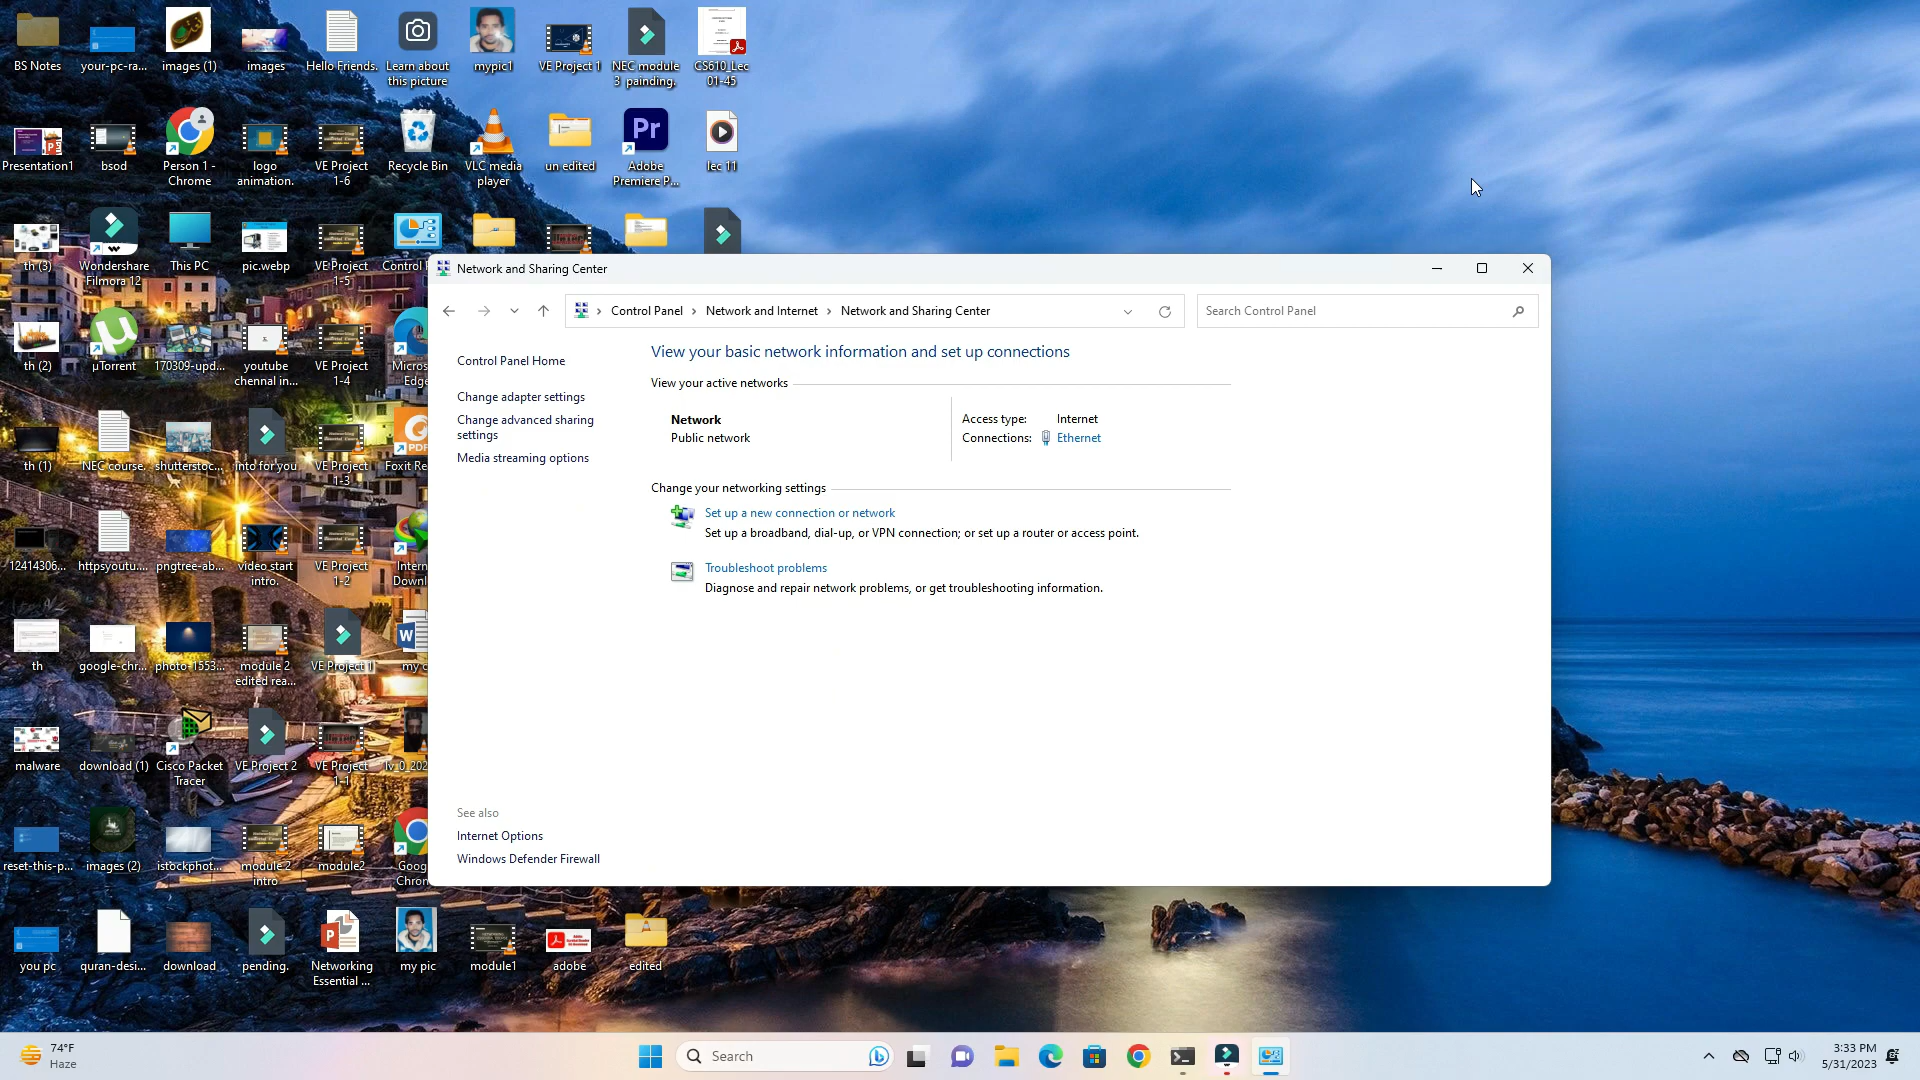 BS Notes
your-pc-ra...
images (1)
images
Hello Friends.
Learn about
this picture
mypic1
VE Project 1
NEC module
3 painding.
CS610_Lec
01-45
Presentation1
bsod
Person 1 -
Chrome
logo
animation.
VE Project
1-6
Recycle Bin
VLC media
player
un edited
Pr
Adobe
Premiere P...
lec 11
th (3)
Wondershare
Filmora 12
This PC
pic.webp
VE Project
1-5
Control
Network and Sharing Center
Control Panel
Network and Internet
Network and Sharing Center
Search Control Panel
th (2)
µTorrent
170309-upd...
youtube
chennal in...
VE Project
1-4
Micros
Edge
Control Panel Home
Change adapter settings
Change advanced sharing
settings
Media streaming options
View your basic network information and set up connections
View your active networks
Network
Public network
Access type: Internet
Connections: Ethernet
Change your networking settings
Set up a new connection or network
Set up a broadband, dial-up, or VPN connection; or set up a router or access point.
Troubleshoot problems
Diagnose and repair network problems, or get troubleshooting information.
See also
Internet Options
Windows Defender Firewall
th (1)
NEC course.
shutterstoc...
into for you
VE Project
1-3
PDF
Foxit Re
12414306...
httpsyoutu....
pngtree-ab...
video start
intro.
VE Project
1-2
Intern
Downl
th
google-chr...
photo-1553...
module 2
edited rea...
VE Project 1
W
my c
malware
download (1)
Cisco Packet
Tracer
VE Project 2
VE Project
1-1
lv_0_202
reset-this-p...
images (2)
istockphot...
module 2
intro
module2
Goog
Chrom
you pc
quran-desi...
download
pending.
Networking
Essential ...
my pic
module1
adobe
edited
74°F
Haze
Search
3:33 PM
5/31/2023